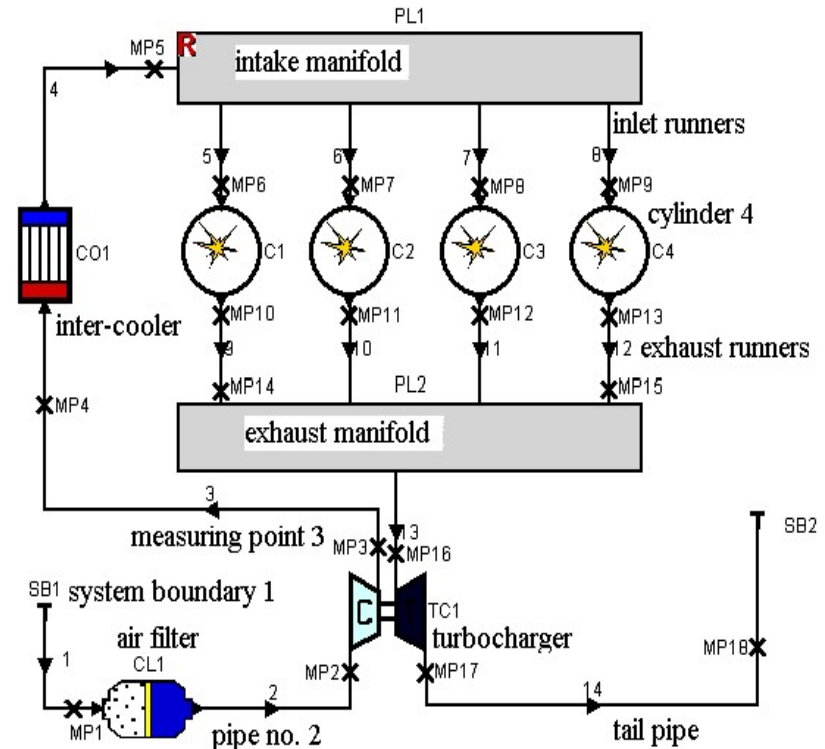 PL1
MP5
R
intake manifold
4
inlet runners
5
6
7
8
MP6
MP7
MP8
MP9
cylinder 4
CO1
C1
C2
C3
C4
inter-cooler
MP10
MP11
MP12
MP13
9
10
11
12
exhaust runners
MP4
MP14
PL2
MP15
exhaust manifold
3
measuring point 3
MP3
13
MP16
SB2
SB1
system boundary 1
C
TC1
turbocharger
air filter
1
CL1
MP2
MP17
MP18
2
14
MP1
pipe no. 2
tail pipe